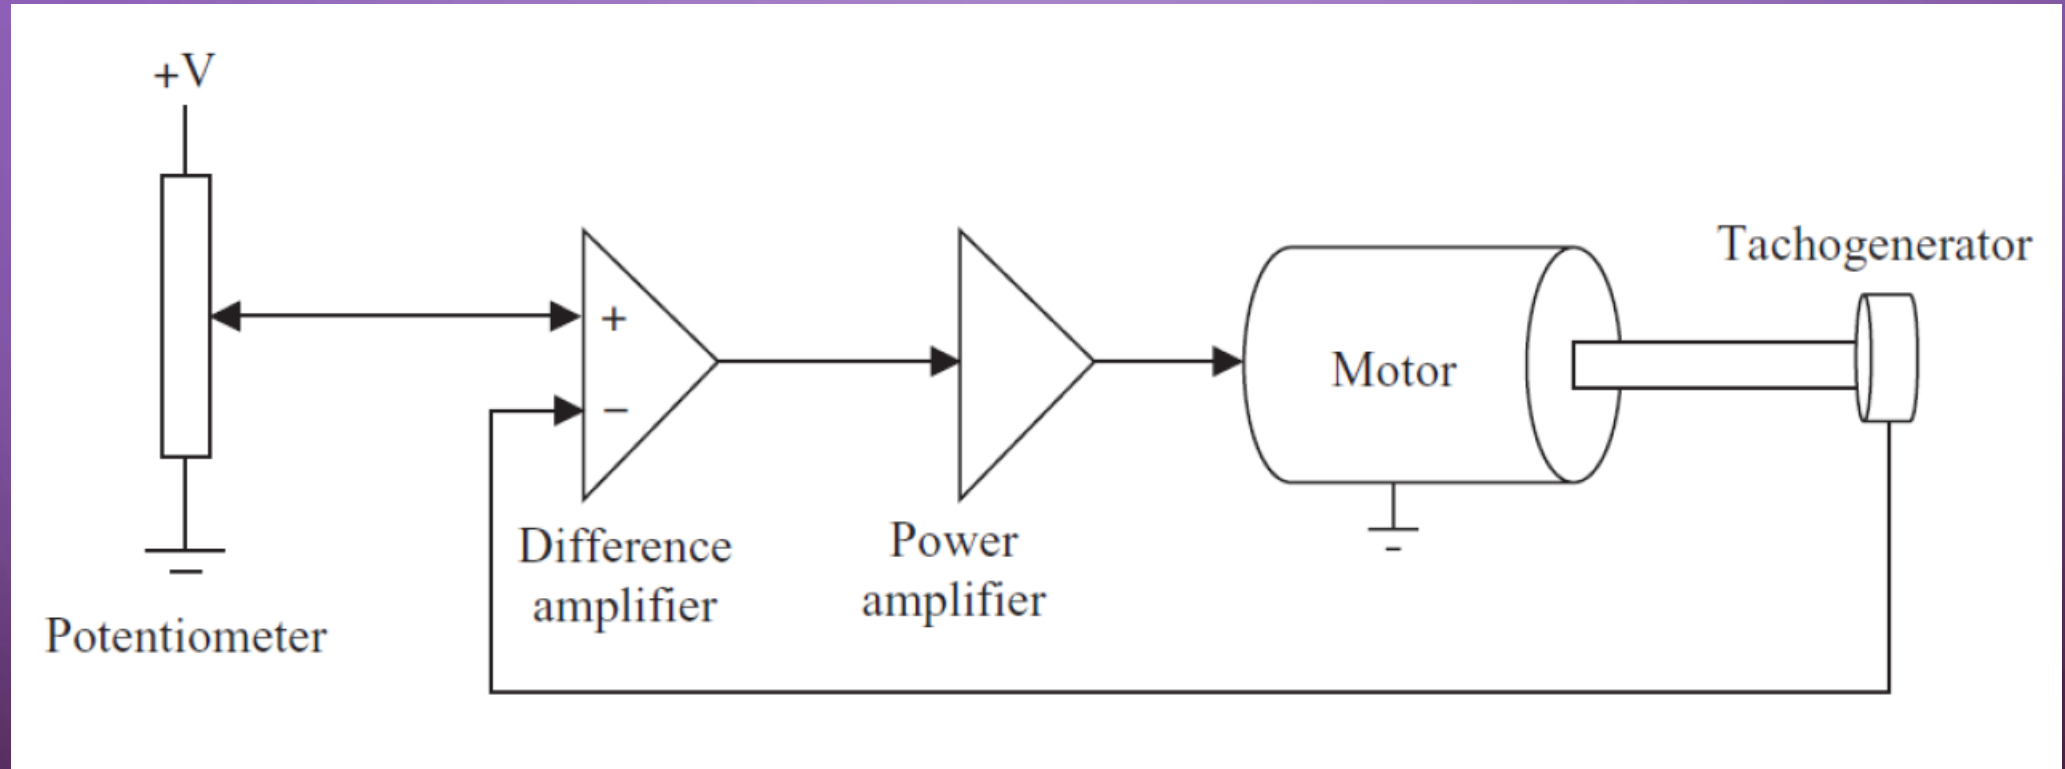 +V
Potentiometer
+
−
Difference
amplifier
Power
amplifier
Motor
Tachogenerator